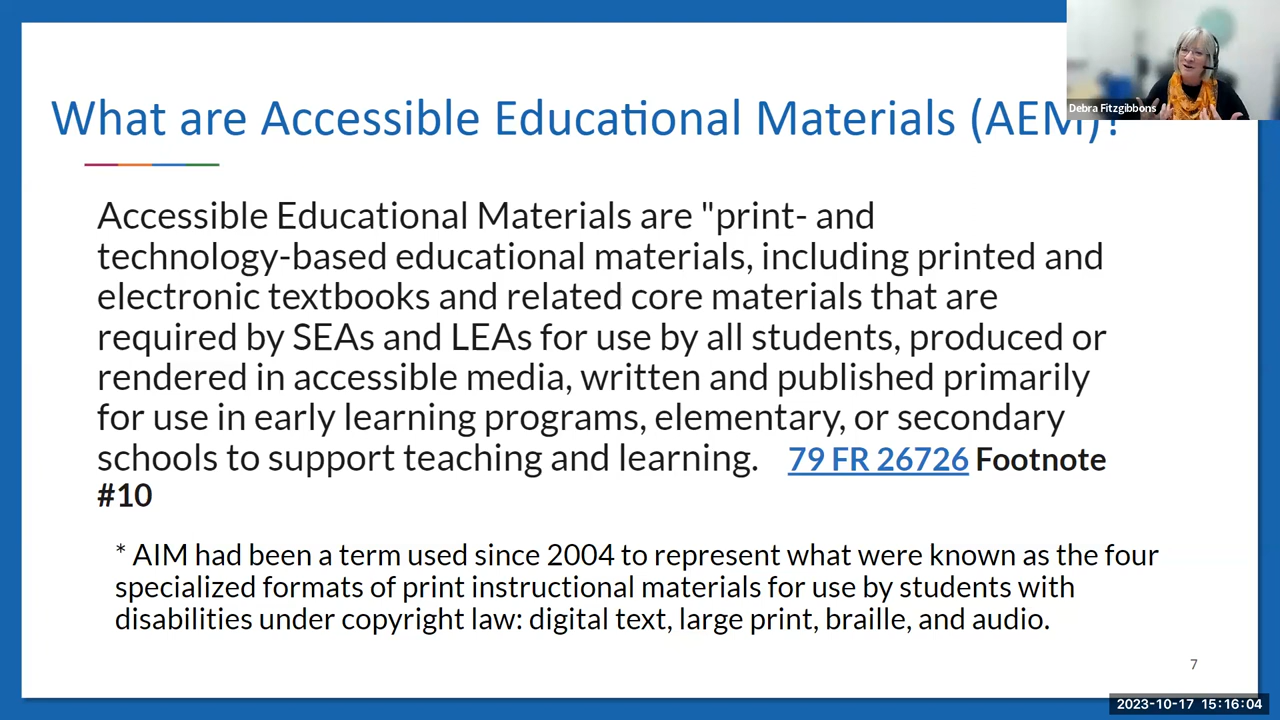 What are Accessible Educational Materials (AEM)?
Debra Fitzgibbons
Accessible Educational Materials are "print- and
technology-based educational materials, including printed and
electronic textbooks and related core materials that are
required by SEAs and LEAs for use by all students, produced or
rendered in accessible media, written and published primarily
for use in early learning programs, elementary, or secondary
schools to support teaching and learning. 79 FR 26726 Footnote
#10
* AIM had been a term used since 2004 to represent what were known as the four
specialized formats of print instructional materials for use by students with
disabilities under copyright law: digital text, large print, braille, and audio.
7
2023-10-17 15:16:04